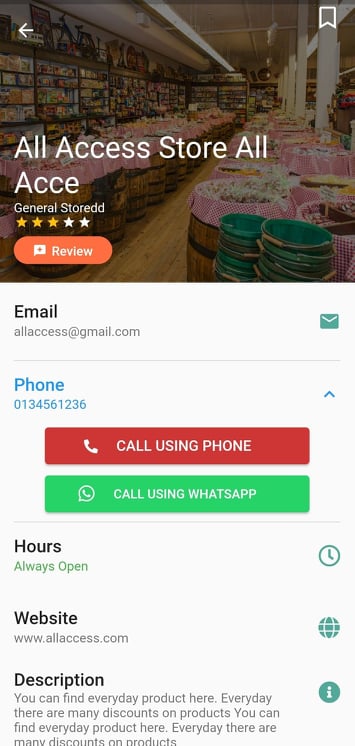 All Access Store All
Acce
General Storedd
Review
Email
allaccess@gmail.com
Phone
0134561236
CALL USING PHONE
CALL USING WHATSAPP
Hours
Always Open
Website
www.allaccess.com
Description
You can find everyday product here. Everyday
there are many discounts on products You can
find everyday product here. Everyday there are
many discounts on products